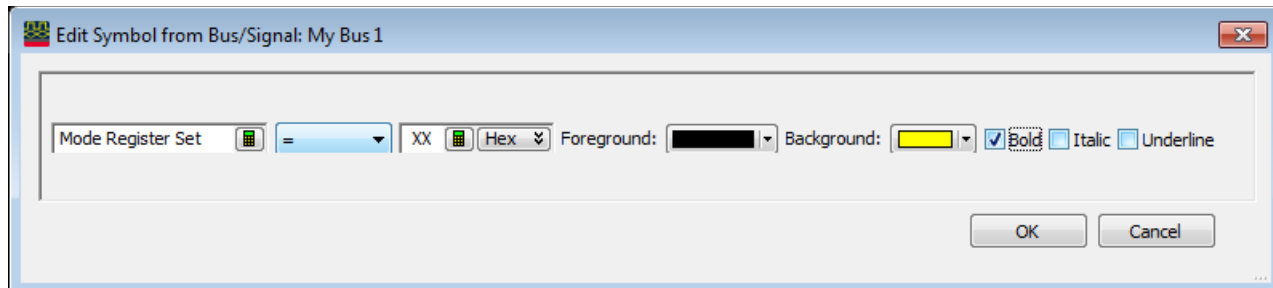 Edit Symbol from Bus/Signal: My Bus 1
Mode Register Set = XX Hex Foreground: Background: Bold Italic Underline
OK Cancel